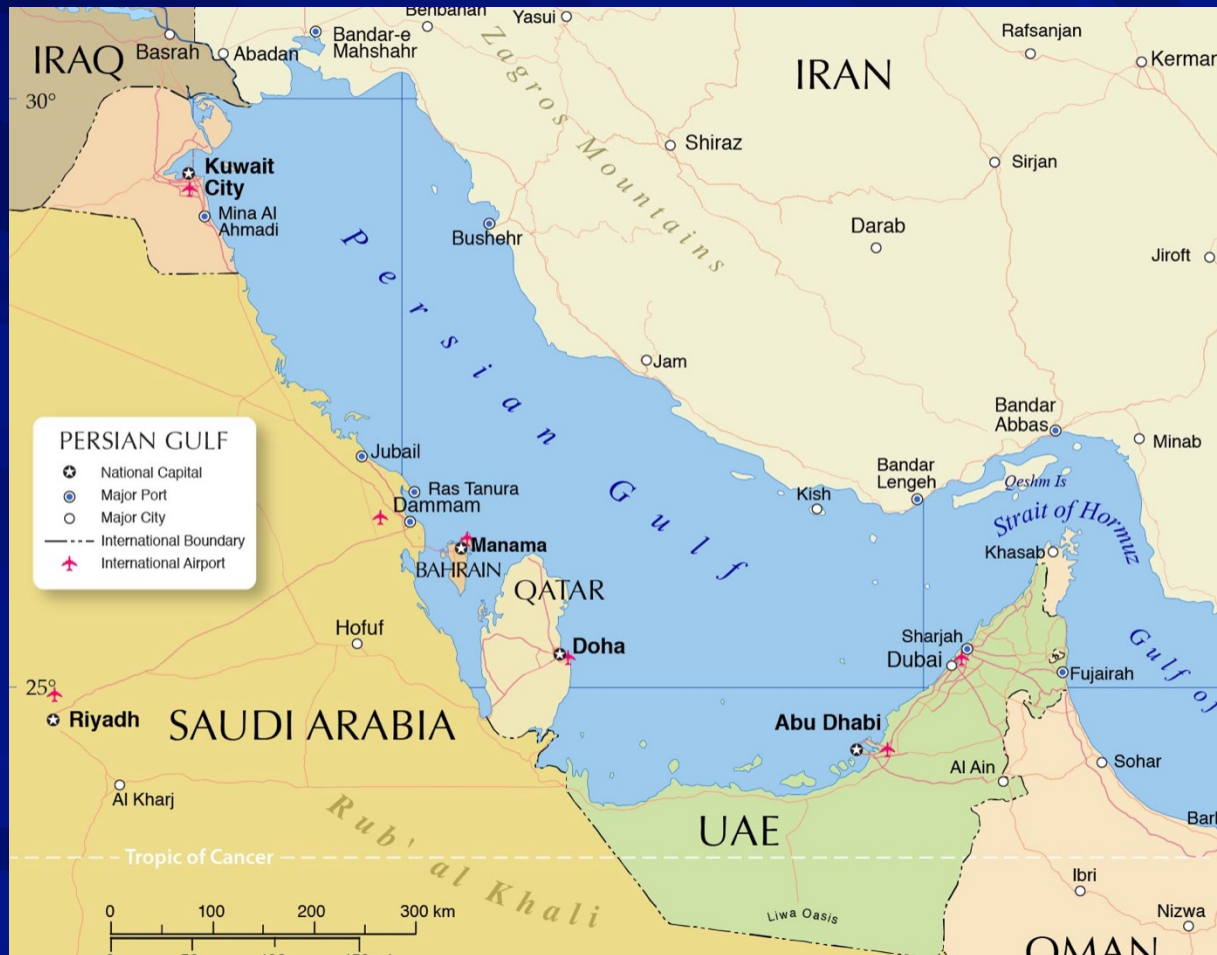 Behbahan
Yasui
Bandar-e
Mahshahr
Rafsanjan
IRAQ
Basrah
Abadan
Kerman
IRAN
Zagros Mountains
30°
Shiraz
Sirjan
Kuwait
City
Mina Al
Ahmadi
Bushehr
Darab
Jiroft
Persian Gulf
Jam
Bandar
Abbas
Minab
PERSIAN GULF
National Capital
Major Port
Major City
International Boundary
International Airport
Jubail
Ras Tanura
Dammam
Bandar
Lengeh
Kish
Qeshm Is
Strait of Hormuz
Khasab
Manama
BAHRAIN
QATAR
Hofuf
Doha
Sharjah
Dubai
Fujairah
Gulf of
25°
Riyadh
SAUDI ARABIA
Abu Dhabi
Al Ain
Sohar
Al Kharj
Rub' al Khali
UAE
Bark
Tropic of Cancer
Ibri
Liwa Oasis
Nizwa
OMAN
0 100 200 300 km